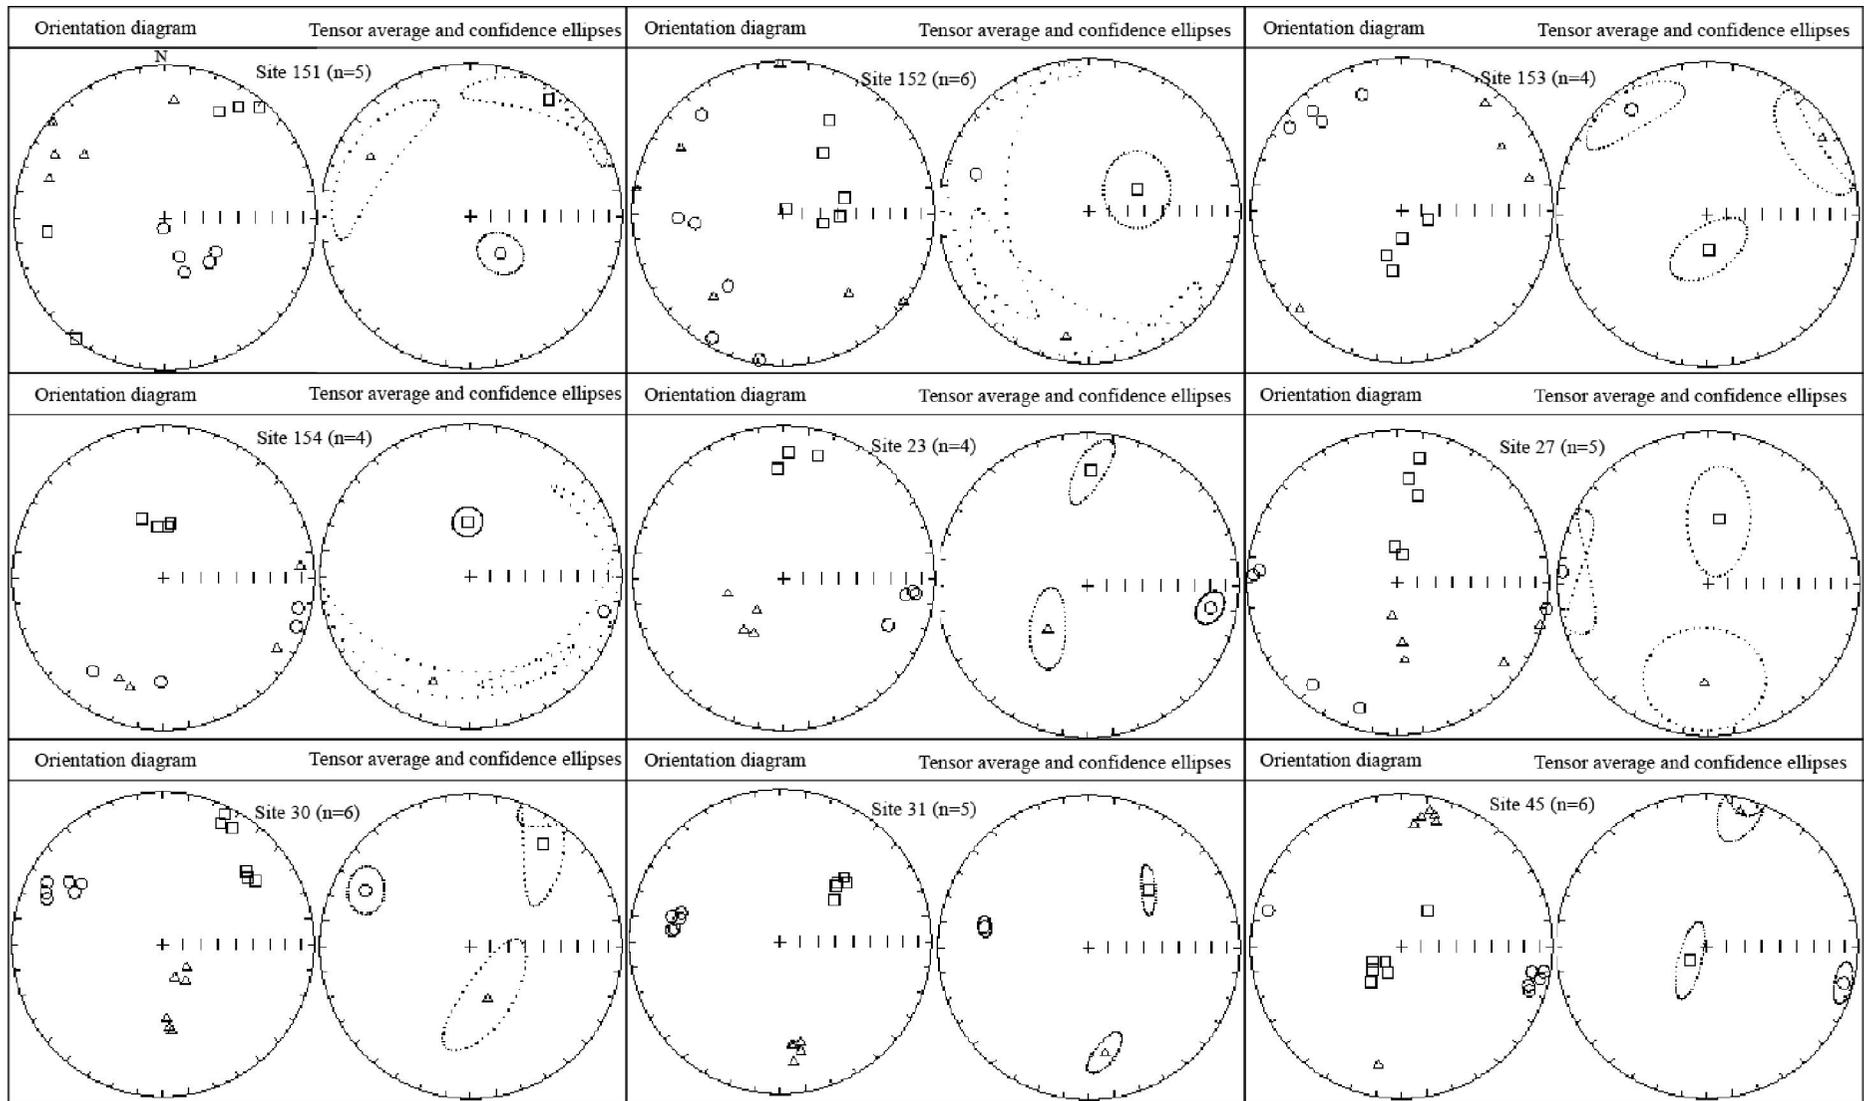 Orientation diagram Tensor average and confidence ellipses Orientation diagram Tensor average and confidence ellipses Orientation diagram Tensor average and confidence ellipses
N
Site 151 (n=5) Site 152 (n=6) Site 153 (n=4)
Orientation diagram Tensor average and confidence ellipses Orientation diagram Tensor average and confidence ellipses Orientation diagram Tensor average and confidence ellipses
Site 154 (n=4) Site 23 (n=4) Site 27 (n=5)
Orientation diagram Tensor average and confidence ellipses Orientation diagram Tensor average and confidence ellipses Orientation diagram Tensor average and confidence ellipses
Site 30 (n=6) Site 31 (n=5) Site 45 (n=6)